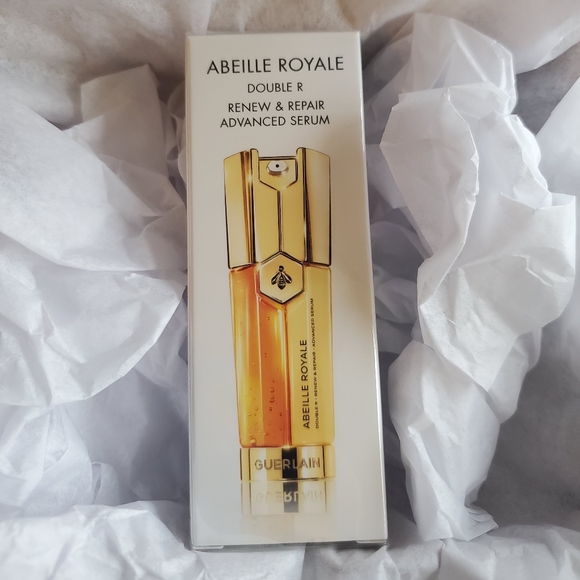 ABEILLE ROYALE
DOUBLE R
RENEW & REPAIR
ADVANCED SERUM
ABEILLE ROYALE
DOUBLE R - RENEW & REPAIR - ADVANCED SERUM
GUERLAIN